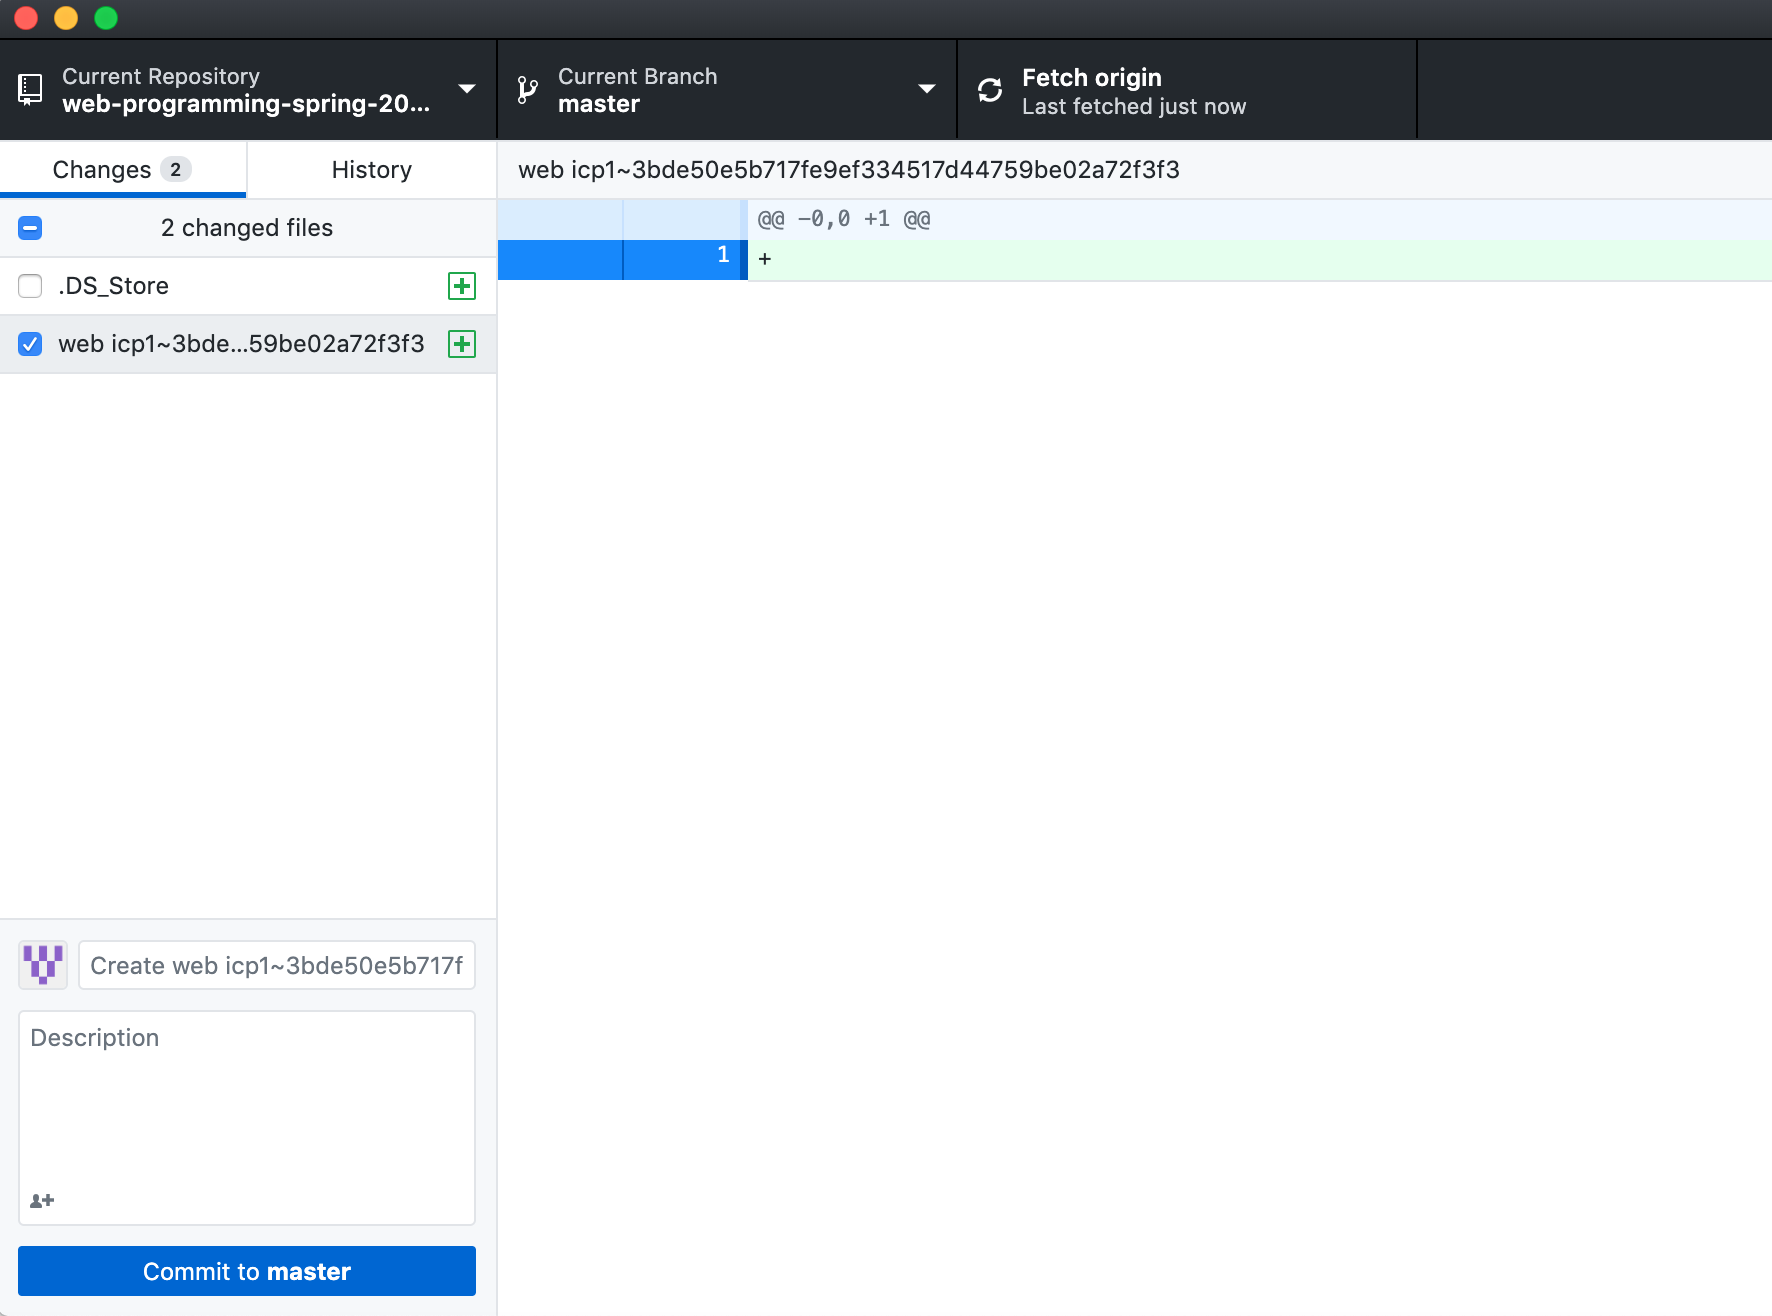 Current Repository
web-programming-spring-20...
Current Branch
master
Fetch origin
Last fetched just now
Changes 2
History
web icp1~3bde50e5b717fe9ef334517d44759be02a72f3f3
2 changed files
@@ -0,0 +1 @@
1 +
.DS_Store
web icp1~3bde...59be02a72f3f3
Create web icp1~3bde50e5b717f
Description
Commit to master